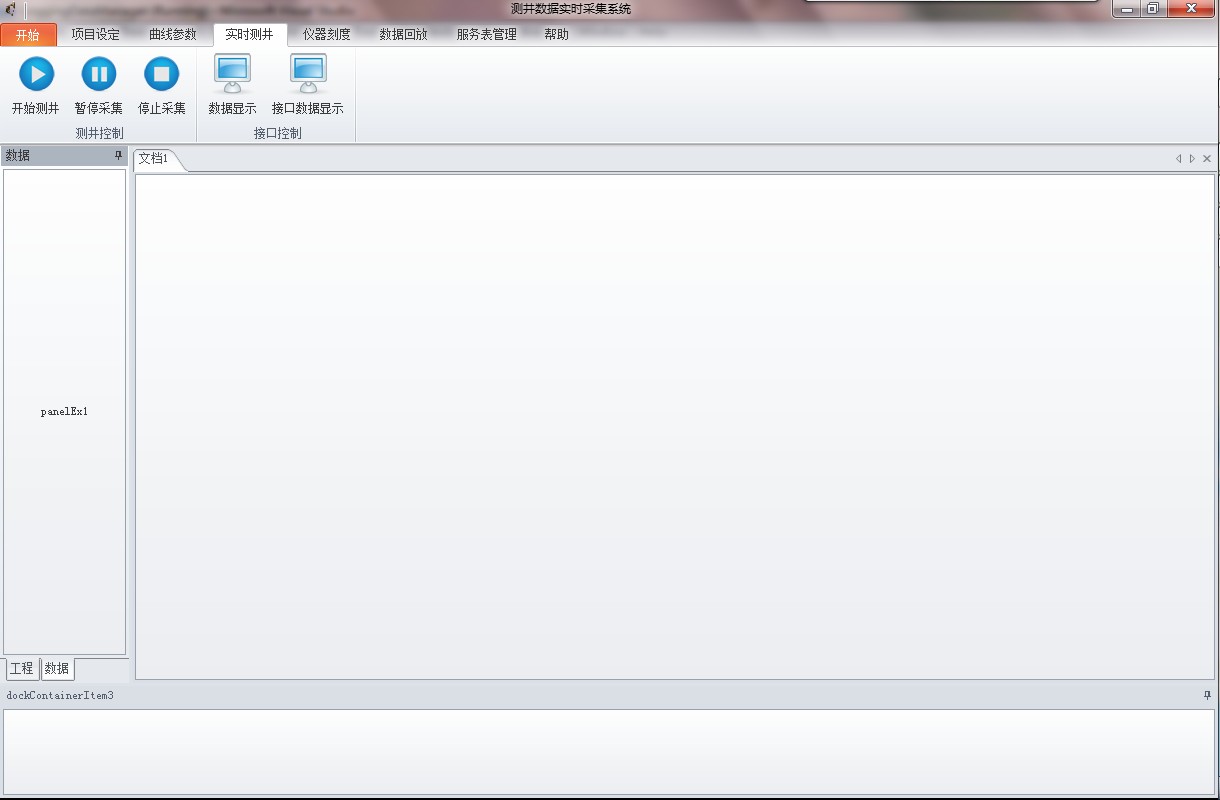 测井数据实时采集系统
开始 项目设定 曲线参数 实时测井 仪器刻度 数据回放 服务表管理 帮助
开始测井 暂停采集 停止采集 数据显示 接口数据显示
测井控制 接口控制
数据 文档1
panelEx1
工程 数据
dockContainerItem3